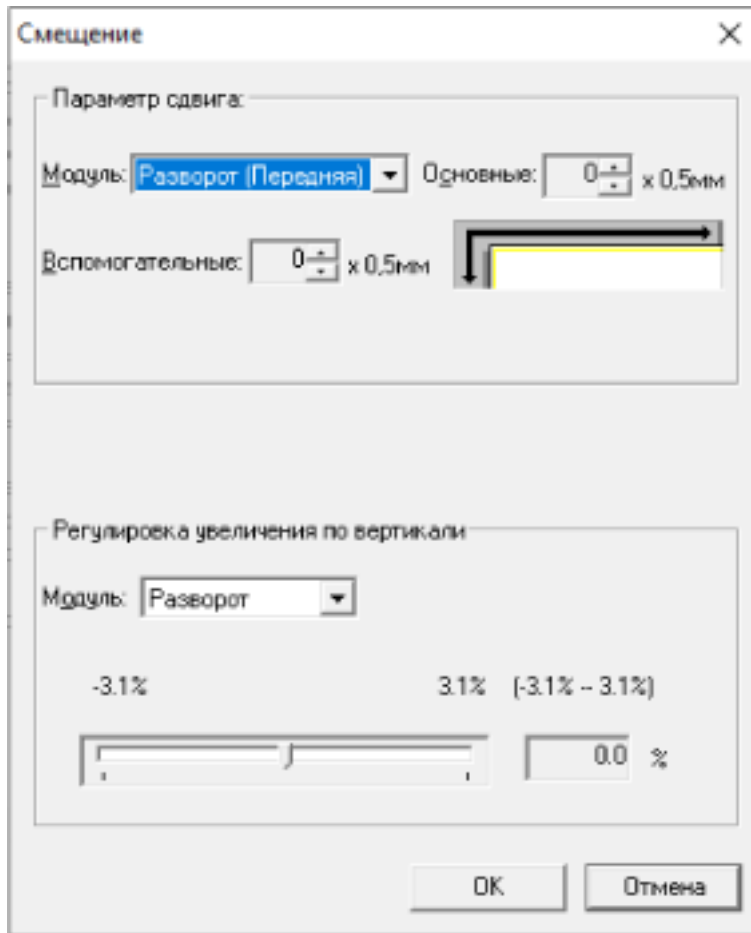 Смещение
Параметр сдвига:
Модуль: Разворот (Передняя) Основные: 0 x 0,5мм
Вспомогательные: 0 x 0,5мм
Регулировка увеличения по вертикали
Модуль: Разворот
-3.1% 3.1% (-3.1% -- 3.1%)
0.0 %
OK Отмена